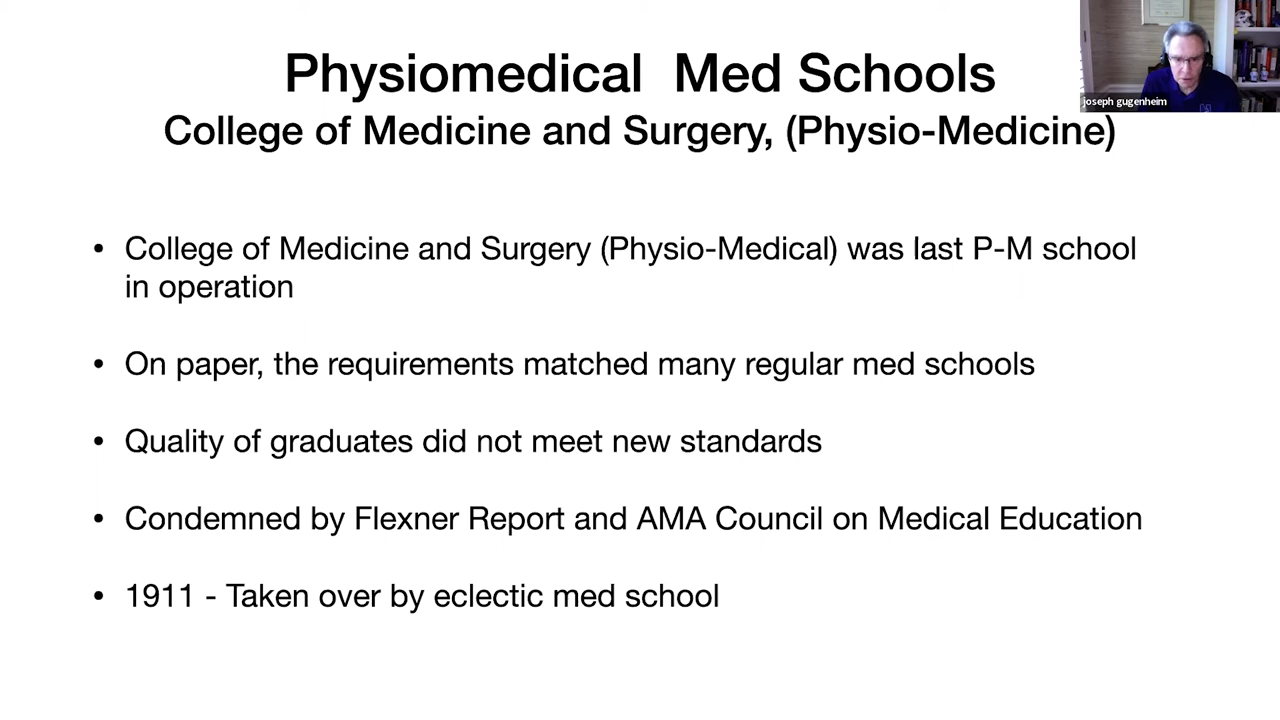 Physiomedical  Med Schools
College of Medicine and Surgery, (Physio-Medicine)
joseph gugenheim
• College of Medicine and Surgery (Physio-Medical) was last P-M school
in operation
• On paper, the requirements matched many regular med schools
• Quality of graduates did not meet new standards
• Condemned by Flexner Report and AMA Council on Medical Education
• 1911 - Taken over by eclectic med school